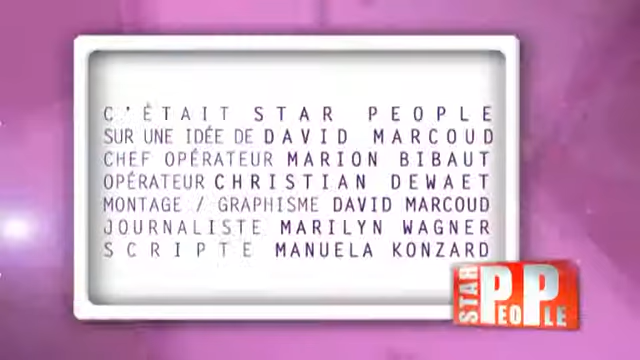 C'ÉTAIT STAR PEOPLE
SUR UNE IDÉE DE DAVID MARCOUD
CHEF OPÉRATEUR MARION BIBAUT
OPÉRATEUR CHRISTIAN DEWAET
MONTAGE / GRAPHISME DAVID MARCOUD
JOURNALISTE MARILYN WAGNER
SCRIPTE MANUELA KONZARD
STAR PEOPLE